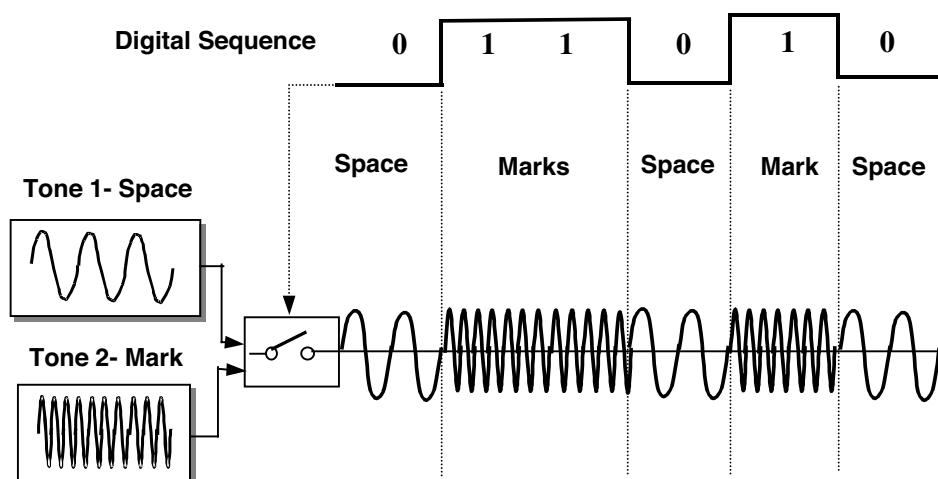 Digital Sequence 0 1 1 0 1 0
Space Marks Space Mark Space
Tone 1- Space
Tone 2- Mark